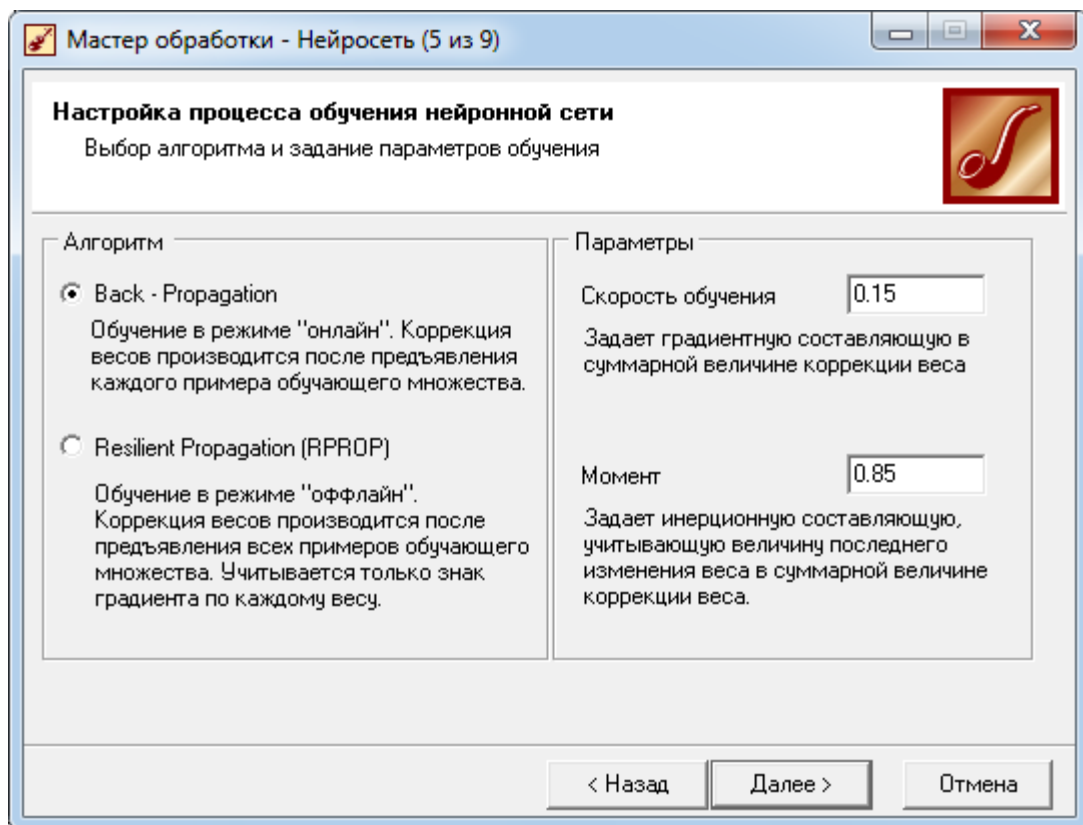 Мастер обработки - Нейросеть (5 из 9)
Настройка процесса обучения нейронной сети
Выбор алгоритма и задание параметров обучения
Алгоритм
Back - Propagation
Обучение в режиме "онлайн". Коррекция
весов производится после предъявления
каждого примера обучающего множества.
Resilient Propagation (RPROP)
Обучение в режиме "оффлайн".
Коррекция весов производится после
предъявления всех примеров обучающего
множества. Учитывается только знак
градиента по каждому весу.
Параметры
Скорость обучения 0.15
Задает градиентную составляющую в
суммарной величине коррекции веса
Момент 0.85
Задает инерционную составляющую,
учитывающую величину последнего
изменения веса в суммарной величине
коррекции веса.
< Назад Далее > Отмена